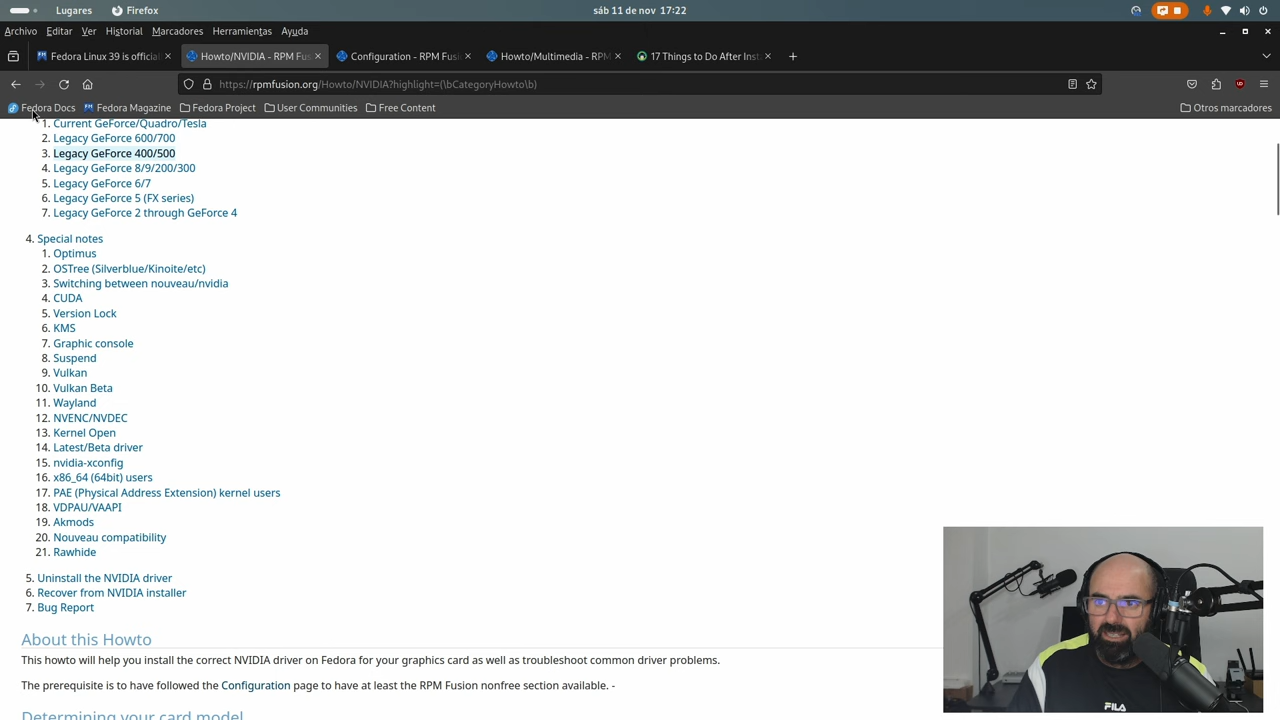 Lugares Firefox sáb 11 de nov 17:22
Archivo Editar Ver Historial Marcadores Herramientas Ayuda
Fedora Linux 39 is official Howto/NVIDIA - RPM Fus Configuration - RPM Fusi Howto/Multimedia - RPM 17 Things to Do After Inst
https://rpmfusion.org/Howto/NVIDIA?highlight=(\bCategoryHowto\b)
Fedora Docs Fedora Magazine Fedora Project User Communities Free Content Otros marcadores
1. Current GeForce/Quadro/Tesla
2. Legacy GeForce 600/700
3. Legacy GeForce 400/500
4. Legacy GeForce 8/9/200/300
5. Legacy GeForce 6/7
6. Legacy GeForce 5 (FX series)
7. Legacy GeForce 2 through GeForce 4
4. Special notes
1. Optimus
2. OSTree (Silverblue/Kinoite/etc)
3. Switching between nouveau/nvidia
4. CUDA
5. Version Lock
6. KMS
7. Graphic console
8. Suspend
9. Vulkan
10. Vulkan Beta
11. Wayland
12. NVENC/NVDEC
13. Kernel Open
14. Latest/Beta driver
15. nvidia-xconfig
16. x86_64 (64bit) users
17. PAE (Physical Address Extension) kernel users
18. VDPAU/VAAPI
19. Akmods
20. Nouveau compatibility
21. Rawhide
5. Uninstall the NVIDIA driver
6. Recover from NVIDIA installer
7. Bug Report
About this Howto
This howto will help you install the correct NVIDIA driver on Fedora for your graphics card as well as troubleshoot common driver problems.
The prerequisite is to have followed the Configuration page to have at least the RPM Fusion nonfree section available. -
Determining your card model
FILA